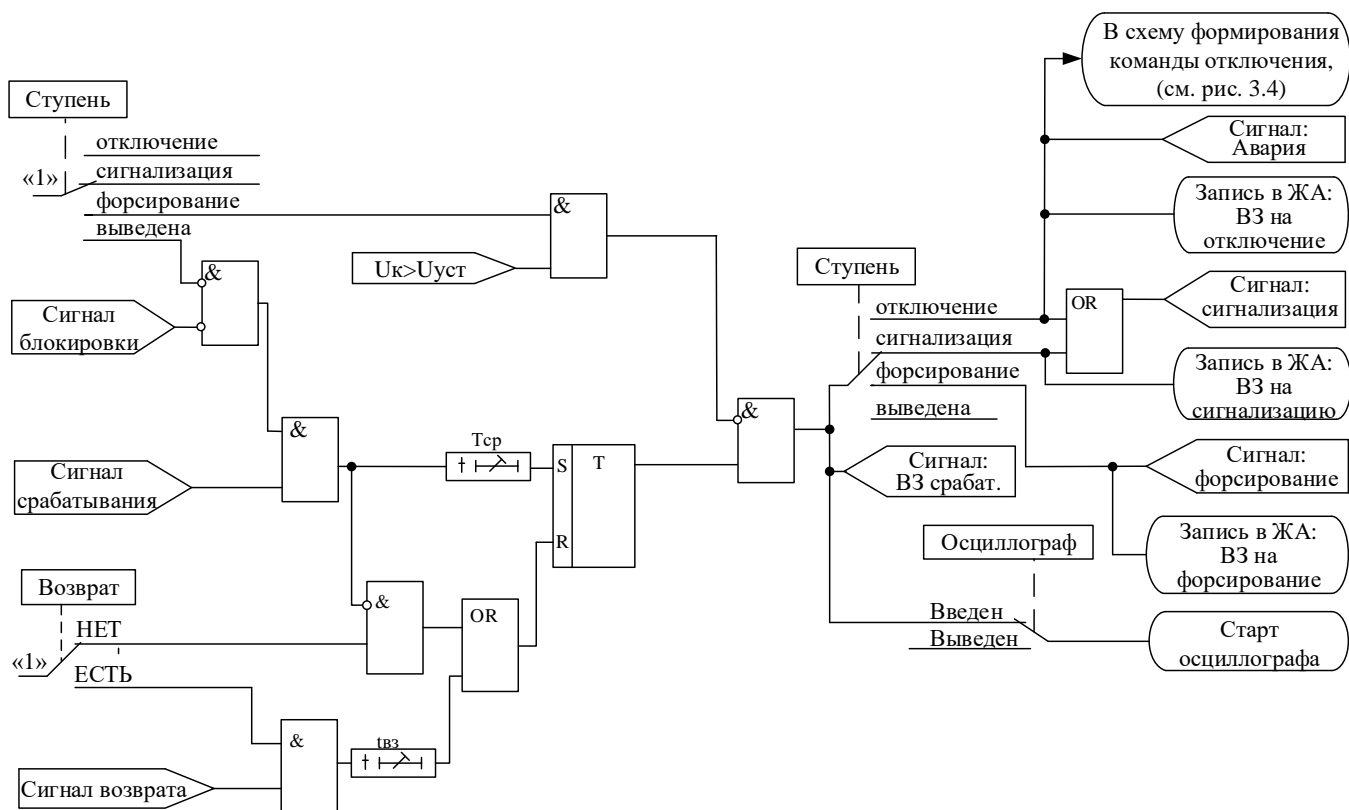 В схему формирования
команды отключения,
(см. рис. 3.4)
Ступень
отключение
«1»
сигнализация
форсирование
выведена
Сигнал:
Авария
Запись в ЖА:
ВЗ на
отключение
&
Uк>Uуст
Ступень
&
Сигнал
блокировки
отключение
OR
Сигнал:
сигнализация
сигнализация
форсирование
выведена
Запись в ЖА:
ВЗ на
сигнализацию
&
&
Тср
S
T
R
Сигнал
срабатывания
Сигнал:
ВЗ срабат.
Сигнал:
форсирование
Осциллограф
Запись в ЖА:
ВЗ на
форсирование
Возврат
НЕТ
«1»
ЕСТЬ
&
OR
Введен
Выведен
Старт
осциллографа
&
tвз
Сигнал возврата